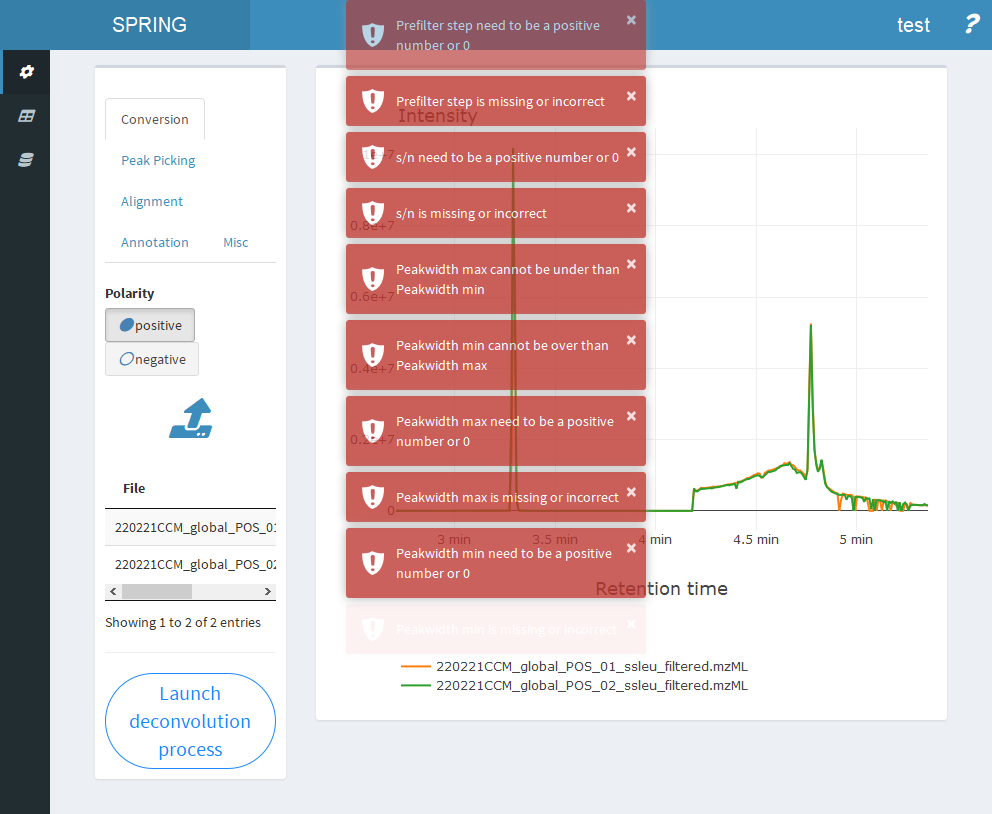 SPRING
test
?
Conversion
Peak Picking
Alignment
Annotation
Misc
Polarity
positive
negative
File
220221CCM_global_POS_01
220221CCM_global_POS_02
Showing 1 to 2 of 2 entries
Launch
deconvolution
process
Prefilter step need to be a positive
number or 0
Prefilter step is missing or incorrect
s/n need to be a positive number or 0
s/n is missing or incorrect
Peakwidth max cannot be under than
Peakwidth min
Peakwidth min cannot be over than
Peakwidth max
Peakwidth max need to be a positive
number or 0
Peakwidth max is missing or incorrect
Peakwidth min need to be a positive
number or 0
Peakwidth min is missing or incorrect
Intensity
0.8e+7
0.6e+7
0.4e+7
0.2e+7
0
3 min
3.5 min
4 min
4.5 min
5 min
Retention time
220221CCM_global_POS_01_ssleu_filtered.mzML
220221CCM_global_POS_02_ssleu_filtered.mzML